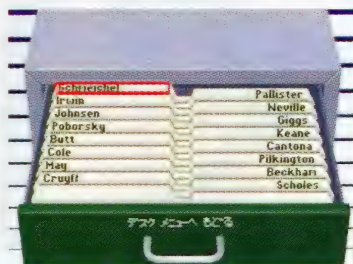 Schmeichel
Irwin
Johnsen
Poborsky
Butt
Cole
May
Cruyff
Pallister
Neville
Giggs
Keane
Cantona
Pilkington
Beckham
Scholes
デスク メニューへ もどる